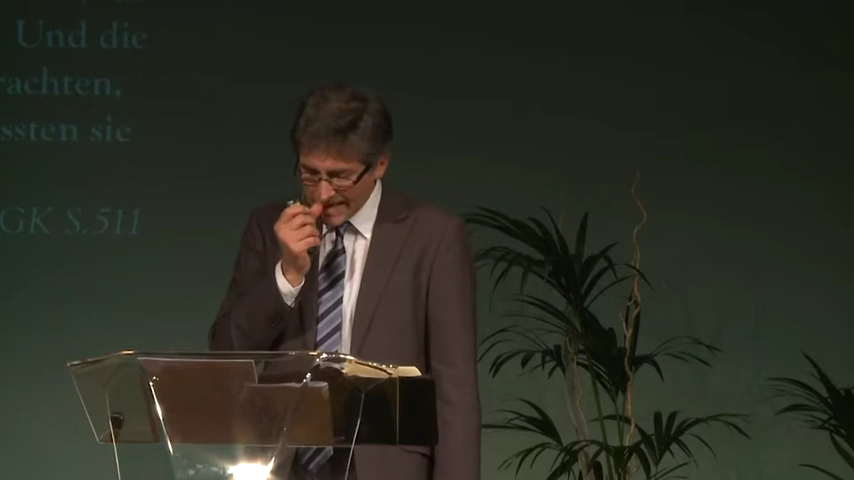 Und die
rachten,
ssten sie
GK S.511